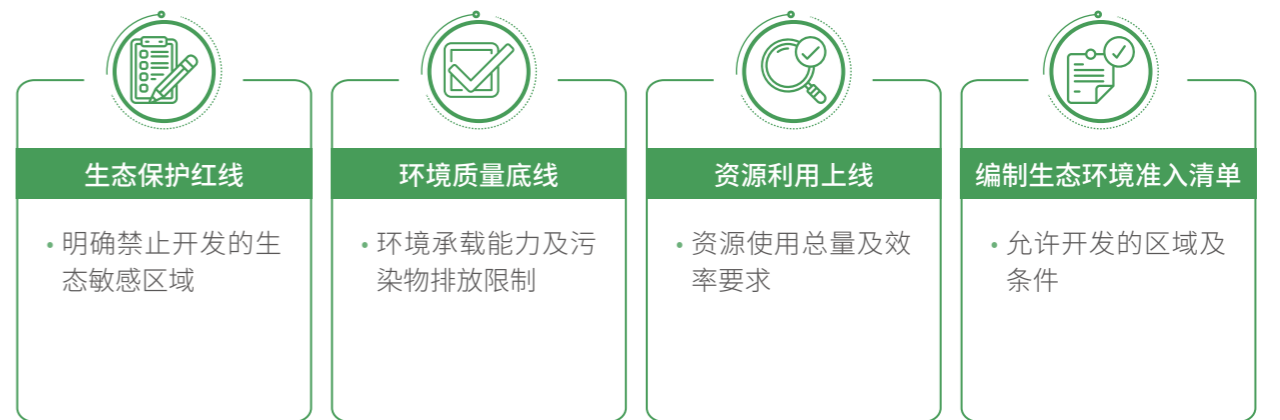 生态保护红线
• 明确禁止开发的生
态敏感区域
环境质量底线
• 环境承载能力及污
染物排放限制
资源利用上线
• 资源使用总量及效
率要求
编制生态环境准入清单
• 允许开发的区域及
条件